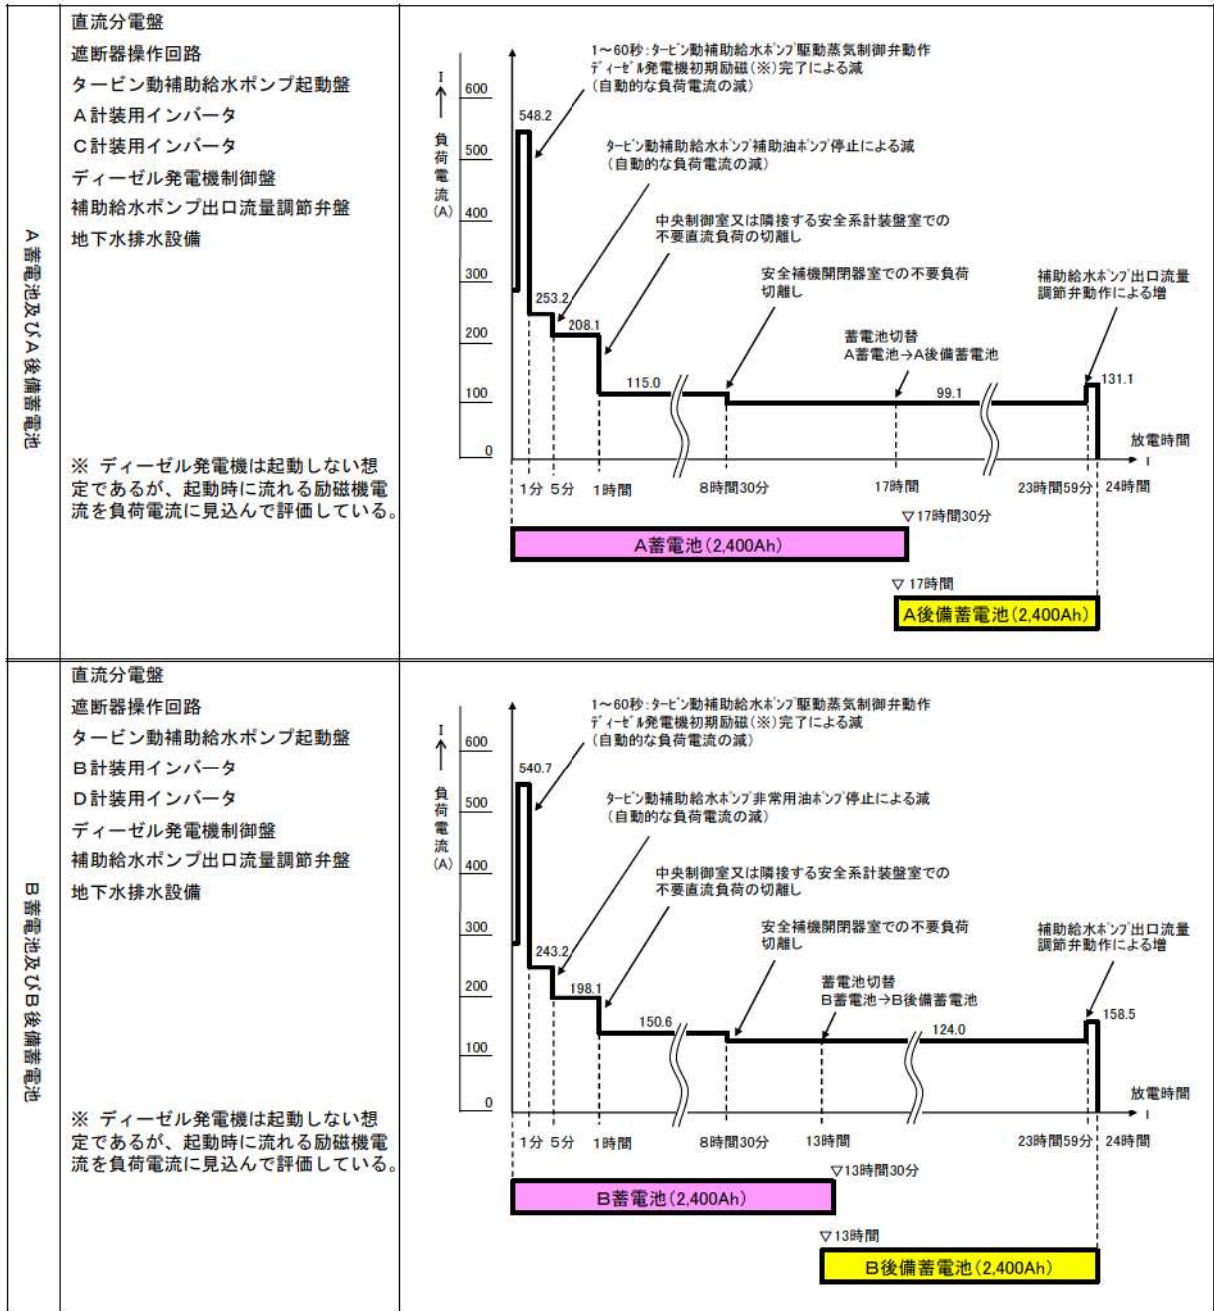 A蓄電池及びA後備蓄電池
直流分電盤
遮断器操作回路
タービン動補助給水ポンプ起動盤
A計装用インバータ
C計装用インバータ
ディーゼル発電機制御盤
補助給水ポンプ出口流量調節弁盤
地下水排水設備
※ ディーゼル発電機は起動しない想
定であるが、起動時に流れる励磁機電
流を負荷電流に見込んで評価している。
I
負荷電流
(A)
600
500
400
300
200
100
0
1～60秒:タービン動補助給水ポンプ駆動蒸気制御弁動作
ディーゼル発電機初期励磁(※)完了による減
(自動的な負荷電流の減)
548.2
タービン動補助給水ポンプ補助油ポンプ停止による減
(自動的な負荷電流の減)
中央制御室又は隣接する安全系計装盤室での
不要直流負荷の切離し
安全補機開閉器室での不要負荷
切離し
補助給水ポンプ出口流量
調節弁動作による増
253.2
208.1
蓄電池切替
A蓄電池→A後備蓄電池
115.0
99.1
131.1
放電時間
1分 5分 1時間 8時間30分 17時間 23時間59分 24時間
▽17時間30分
A蓄電池(2,400Ah)
▽ 17時間
A後備蓄電池(2,400Ah)
B蓄電池及びB後備蓄電池
直流分電盤
遮断器操作回路
タービン動補助給水ポンプ起動盤
B計装用インバータ
D計装用インバータ
ディーゼル発電機制御盤
補助給水ポンプ出口流量調節弁盤
地下水排水設備
※ ディーゼル発電機は起動しない想
定であるが、起動時に流れる励磁機電
流を負荷電流に見込んで評価している。
I
負荷電流
(A)
600
500
400
300
200
100
0
1～60秒:タービン動補助給水ポンプ駆動蒸気制御弁動作
ディーゼル発電機初期励磁(※)完了による減
(自動的な負荷電流の減)
540.7
タービン動補助給水ポンプ非常用油ポンプ停止による減
(自動的な負荷電流の減)
中央制御室又は隣接する安全系計装盤室での
不要直流負荷の切離し
安全補機開閉器室での不要負荷
切離し
補助給水ポンプ出口流量
調節弁動作による増
243.2
198.1
蓄電池切替
B蓄電池→B後備蓄電池
150.6
124.0
158.5
放電時間
1分 5分 1時間 8時間30分 13時間 23時間59分 24時間
▽13時間30分
B蓄電池(2,400Ah)
▽13時間
B後備蓄電池(2,400Ah)